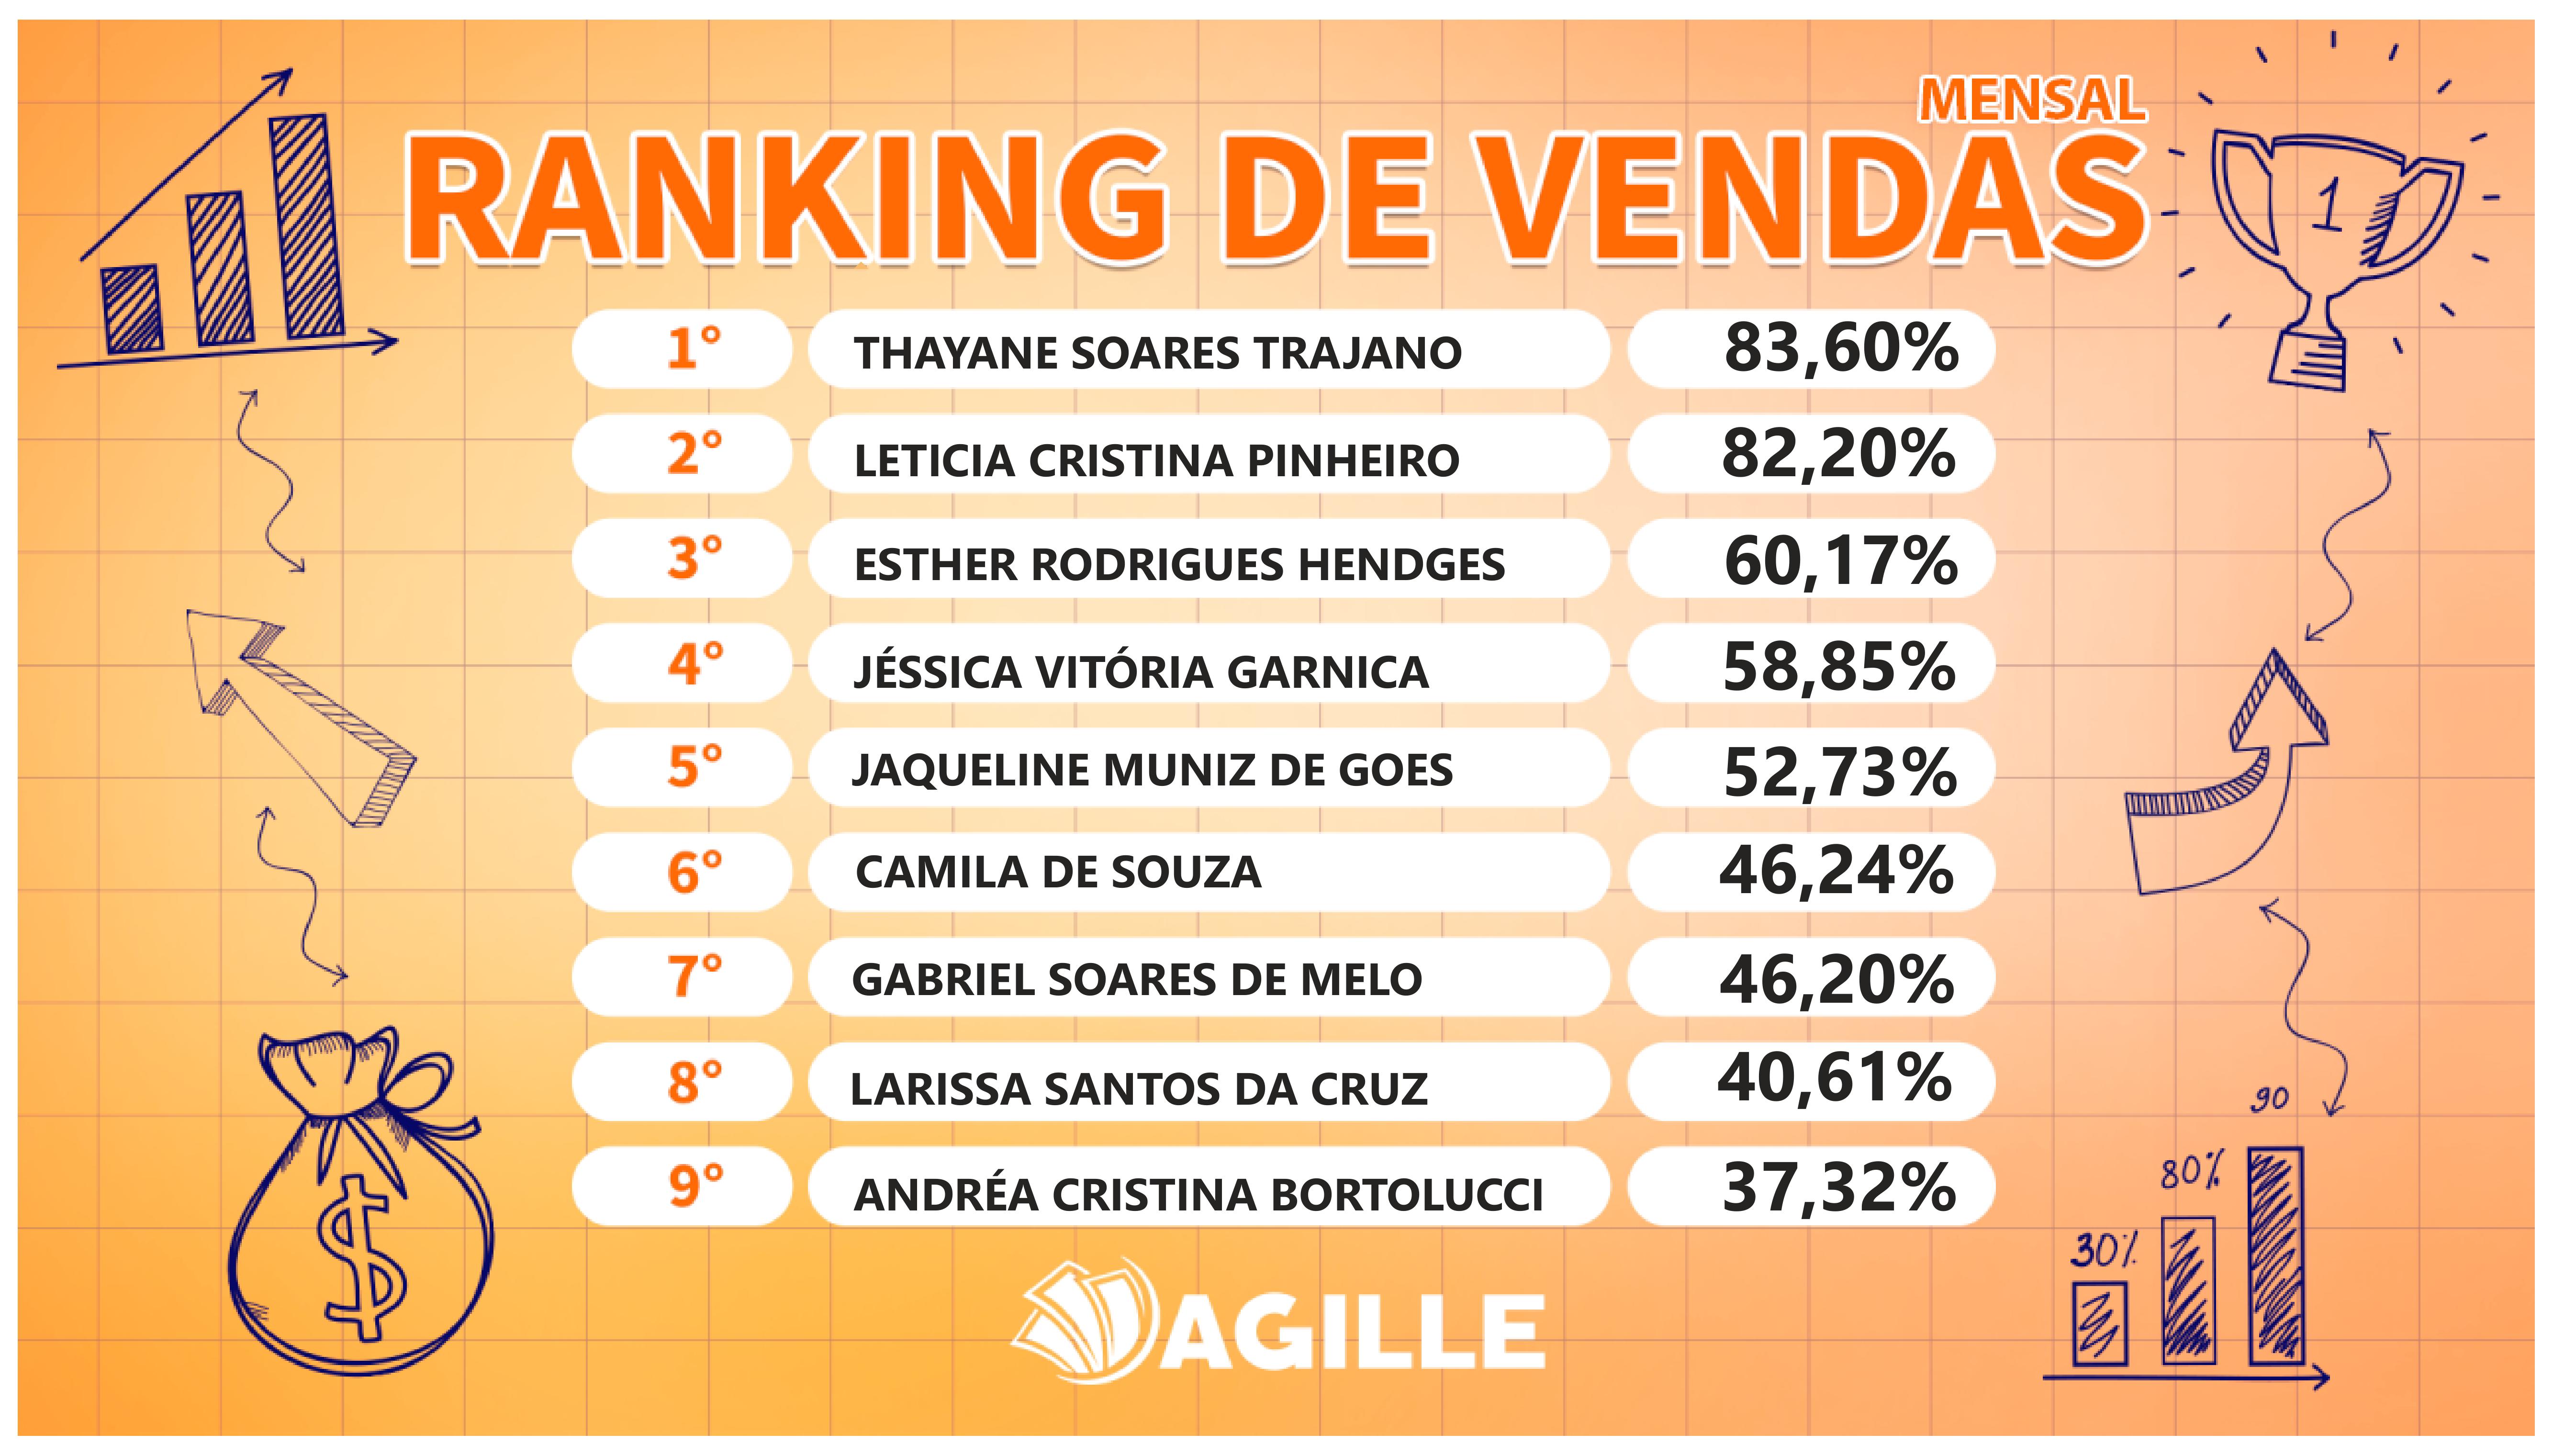 MENSAL
RANKING DE VENDAS
1
1° THAYANE SOARES TRAJANO 83,60%
2° LETICIA CRISTINA PINHEIRO 82,20%
3° ESTHER RODRIGUES HENDGES 60,17%
4° JÉSSICA VITÓRIA GARNICA 58,85%
5° JAQUELINE MUNIZ DE GOES 52,73%
6° CAMILA DE SOUZA 46,24%
7° GABRIEL SOARES DE MELO 46,20%
8° LARISSA SANTOS DA CRUZ 40,61%
9° ANDRÉA CRISTINA BORTOLUCCI 37,32%
$
30% 80% 90
AGILLE